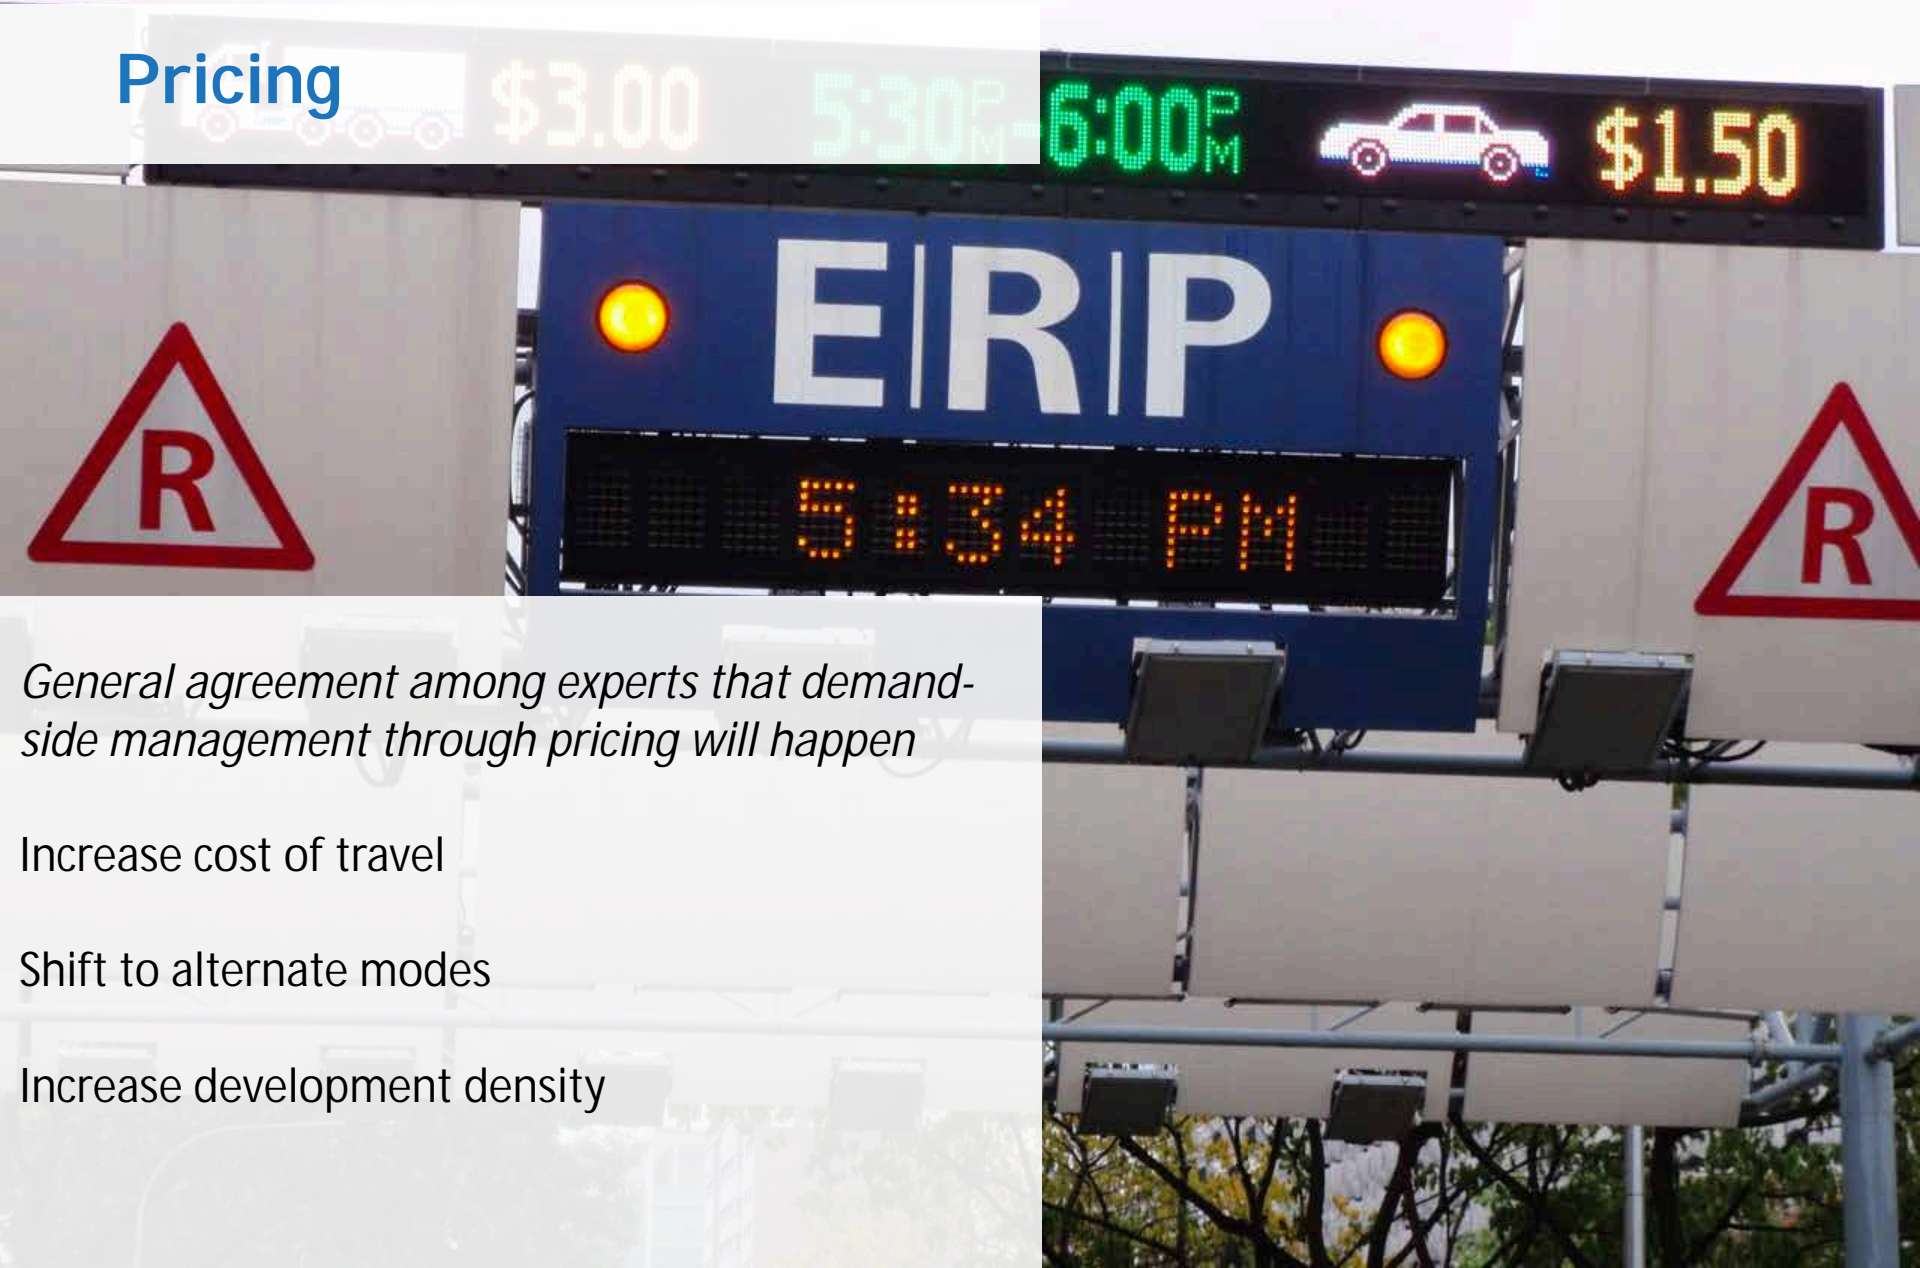 Pricing
$3.00 5:30PM-6:00PM $1.50
E|R|P
R
5:34 PM
R
General agreement among experts that demand-
side management through pricing will happen
Increase cost of travel
Shift to alternate modes
Increase development density